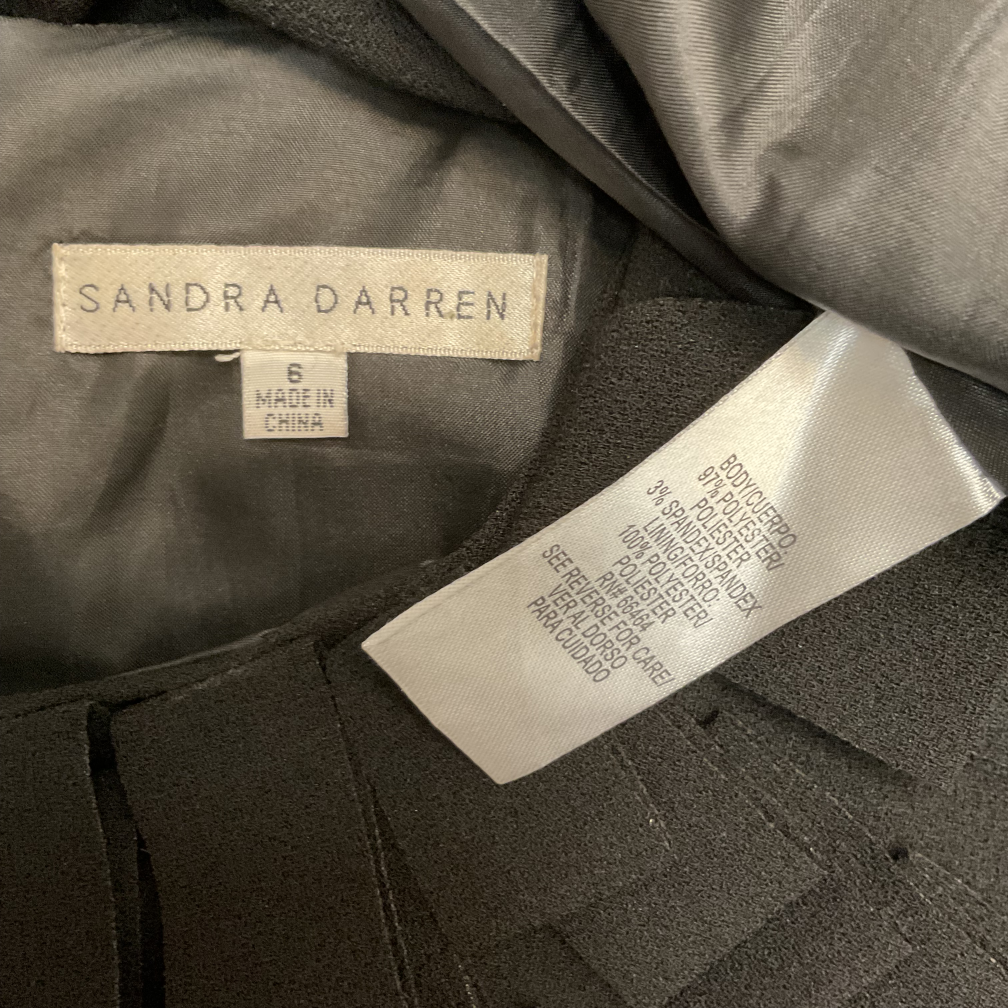 SANDRA DARREN
6
MADE IN
CHINA
BODY/CUERPO:
97% POLYESTER/
POLIESTER
3% SPANDEX/SPANDEX
LINING/FORRO:
100% POLYESTER/
POLIESTER
RN# 66464
SEE REVERSE FOR CARE/
VER AL DORSO
PARA CUIDADO